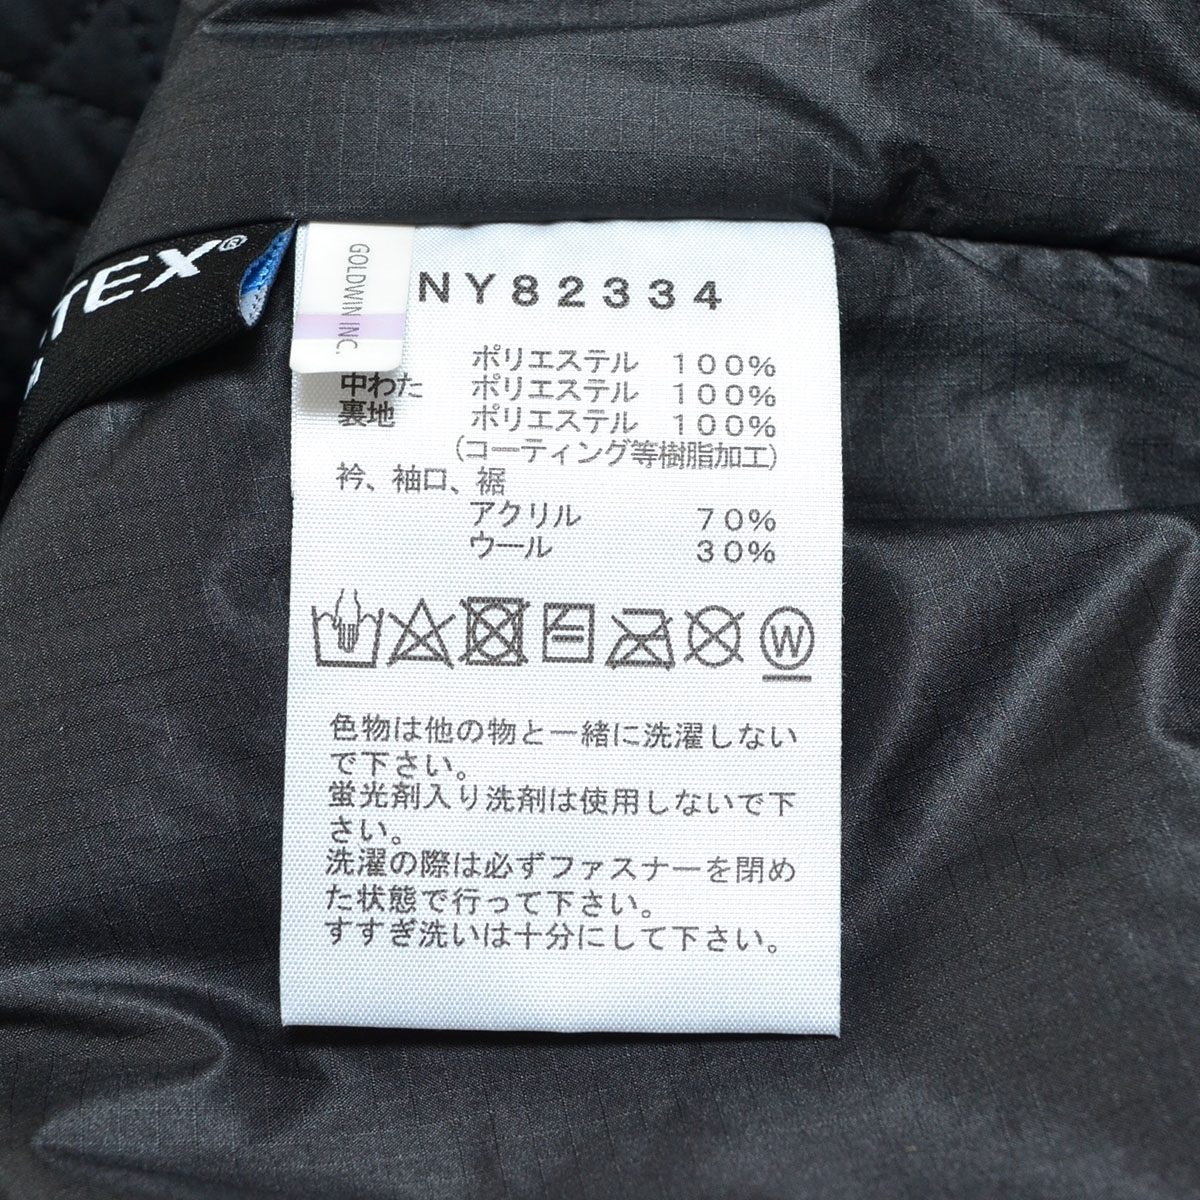 TEX®
GOLDWIN INC.
NY82334
ポリエステル 100%
中わた ポリエステル 100%
裏地 ポリエステル 100%
(コーティング等樹脂加工)
衿、袖口、裾
アクリル 70%
ウール 30%
W
色物は他の物と一緒に洗濯しない
で下さい。
蛍光剤入り洗剤は使用しないで下
さい。
洗濯の際は必ずファスナーを閉め
た状態で行って下さい。
すすぎ洗いは十分にして下さい。